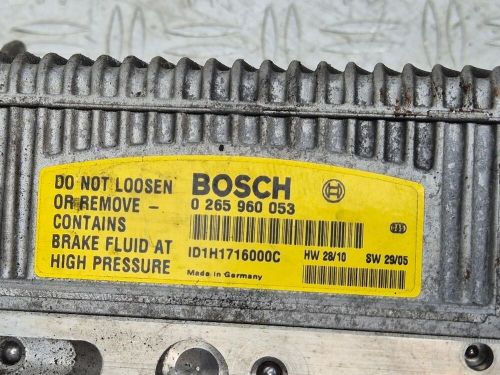 DO NOT LOOSEN
OR REMOVE -
CONTAINS
BRAKE FLUID AT
HIGH PRESSURE
BOSCH
0 265 960 053
ID1H1716000C
HW 28/10 SW 29/05
Made in Germany